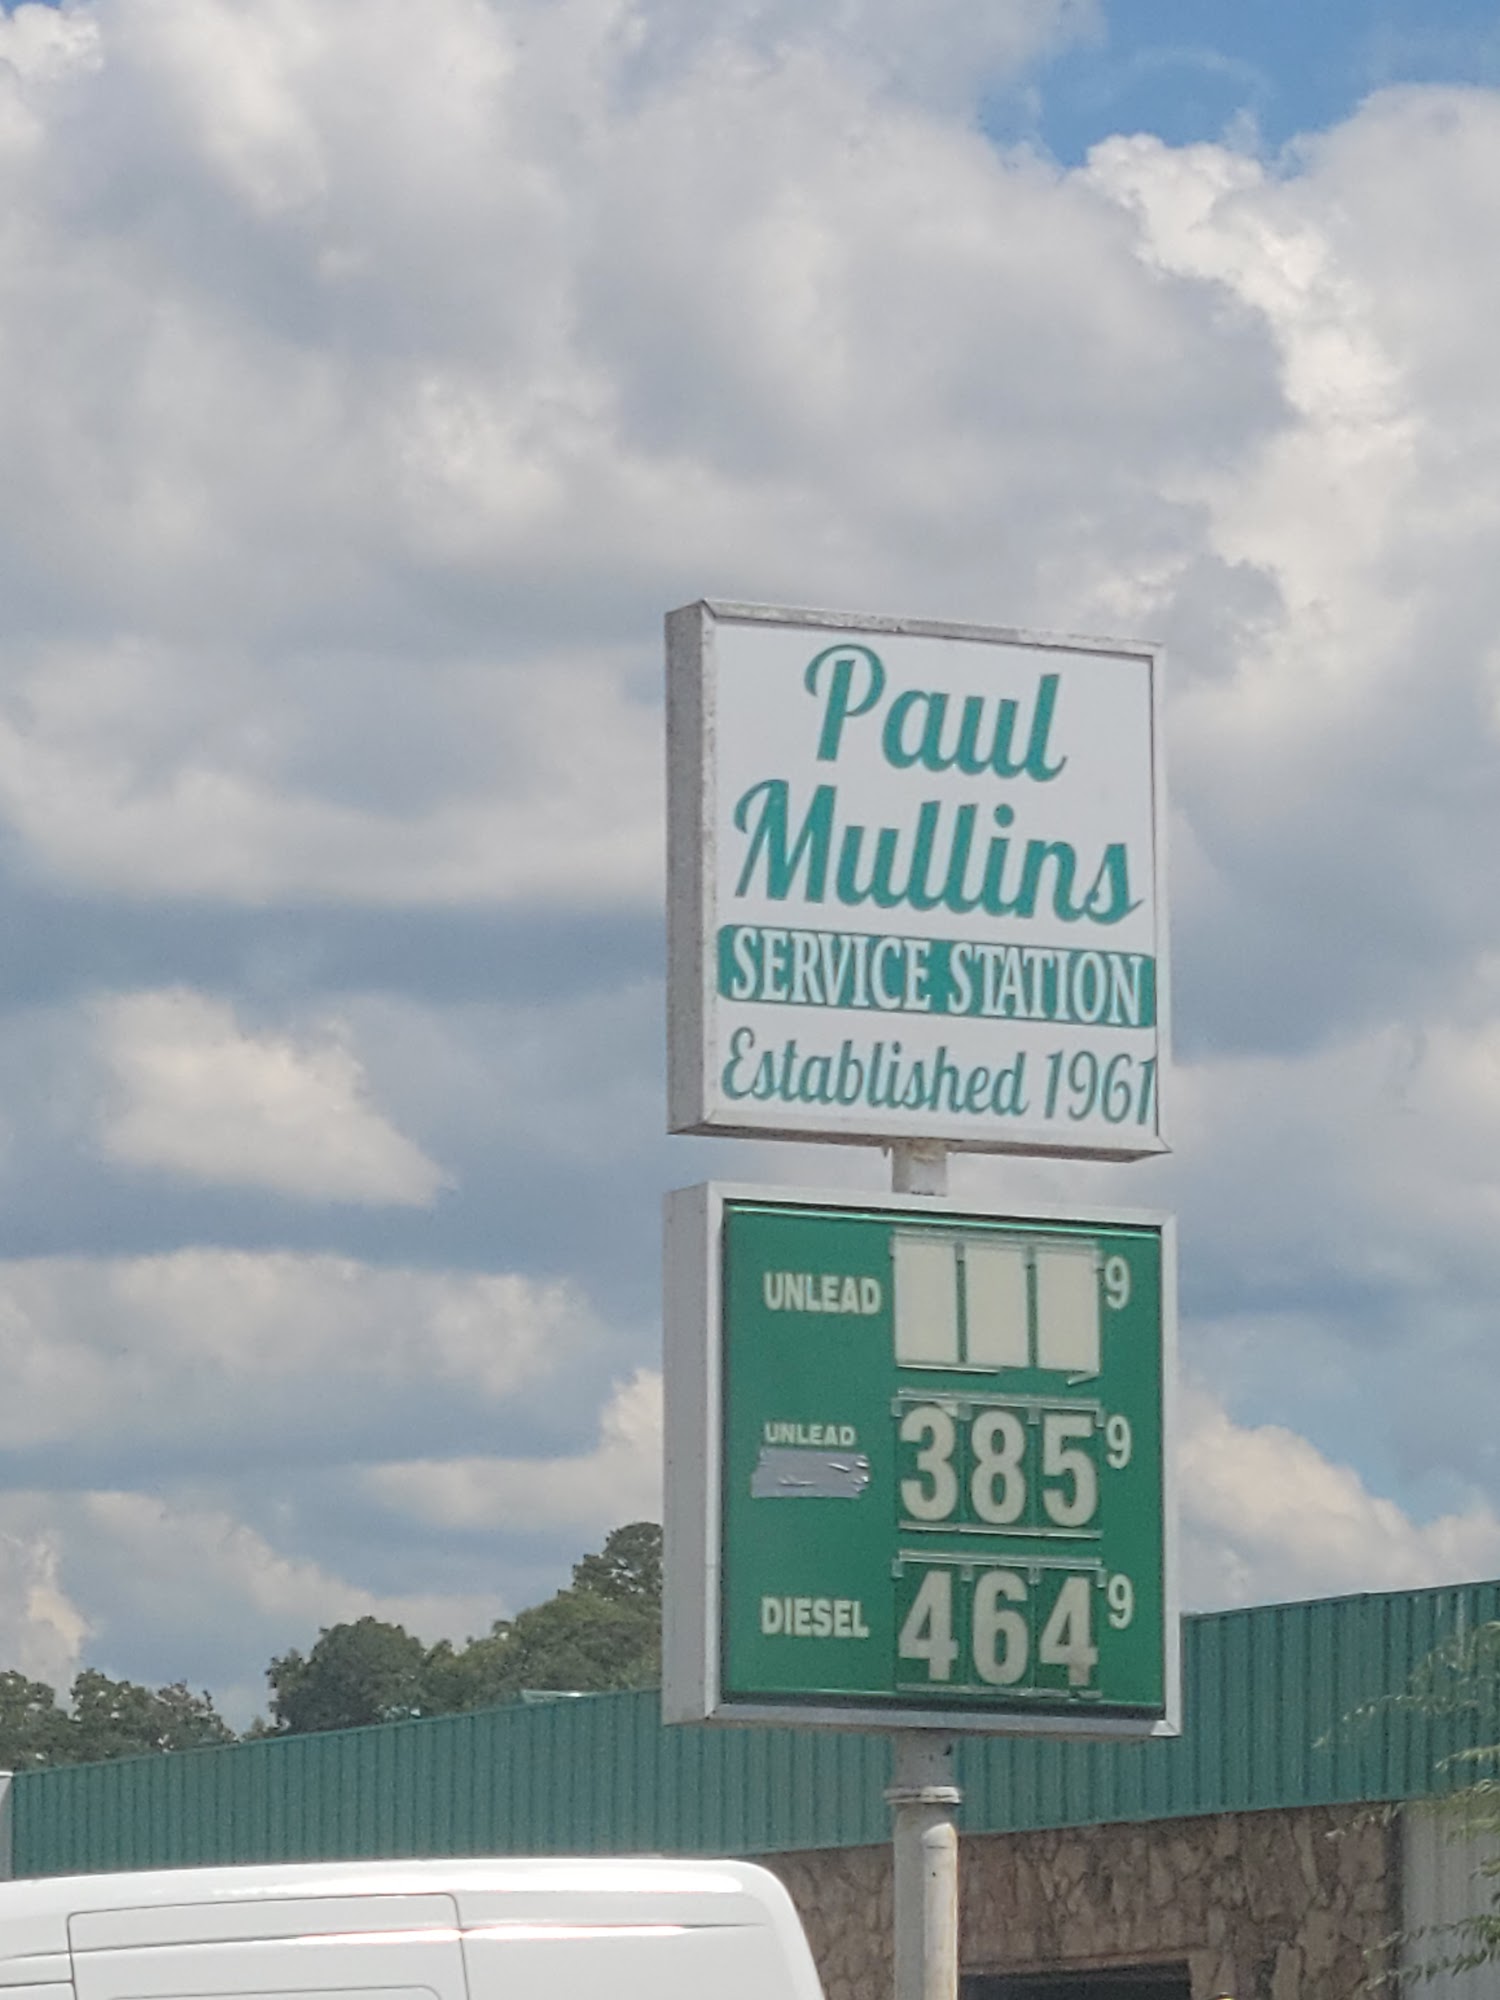 Paul
Mullins
SERVICE STATION
Established 1961
UNLEAD 9
UNLEAD 385 9
DIESEL 464 9